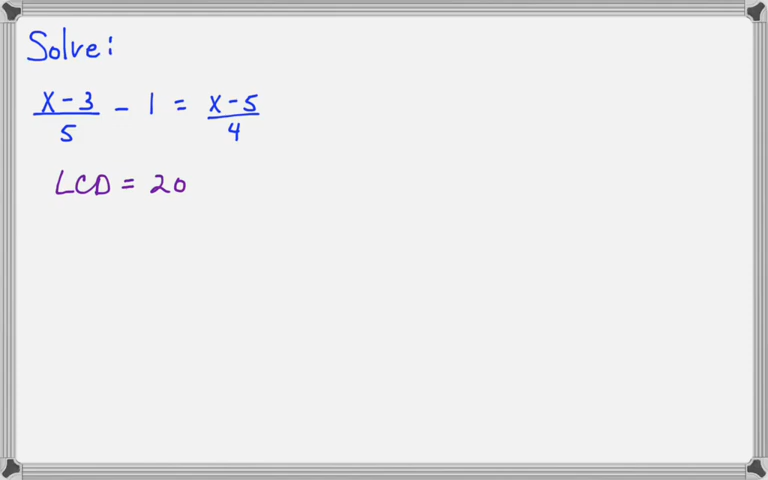 Solve:
x-3/5 - 1 = x-5/4
LCD = 20